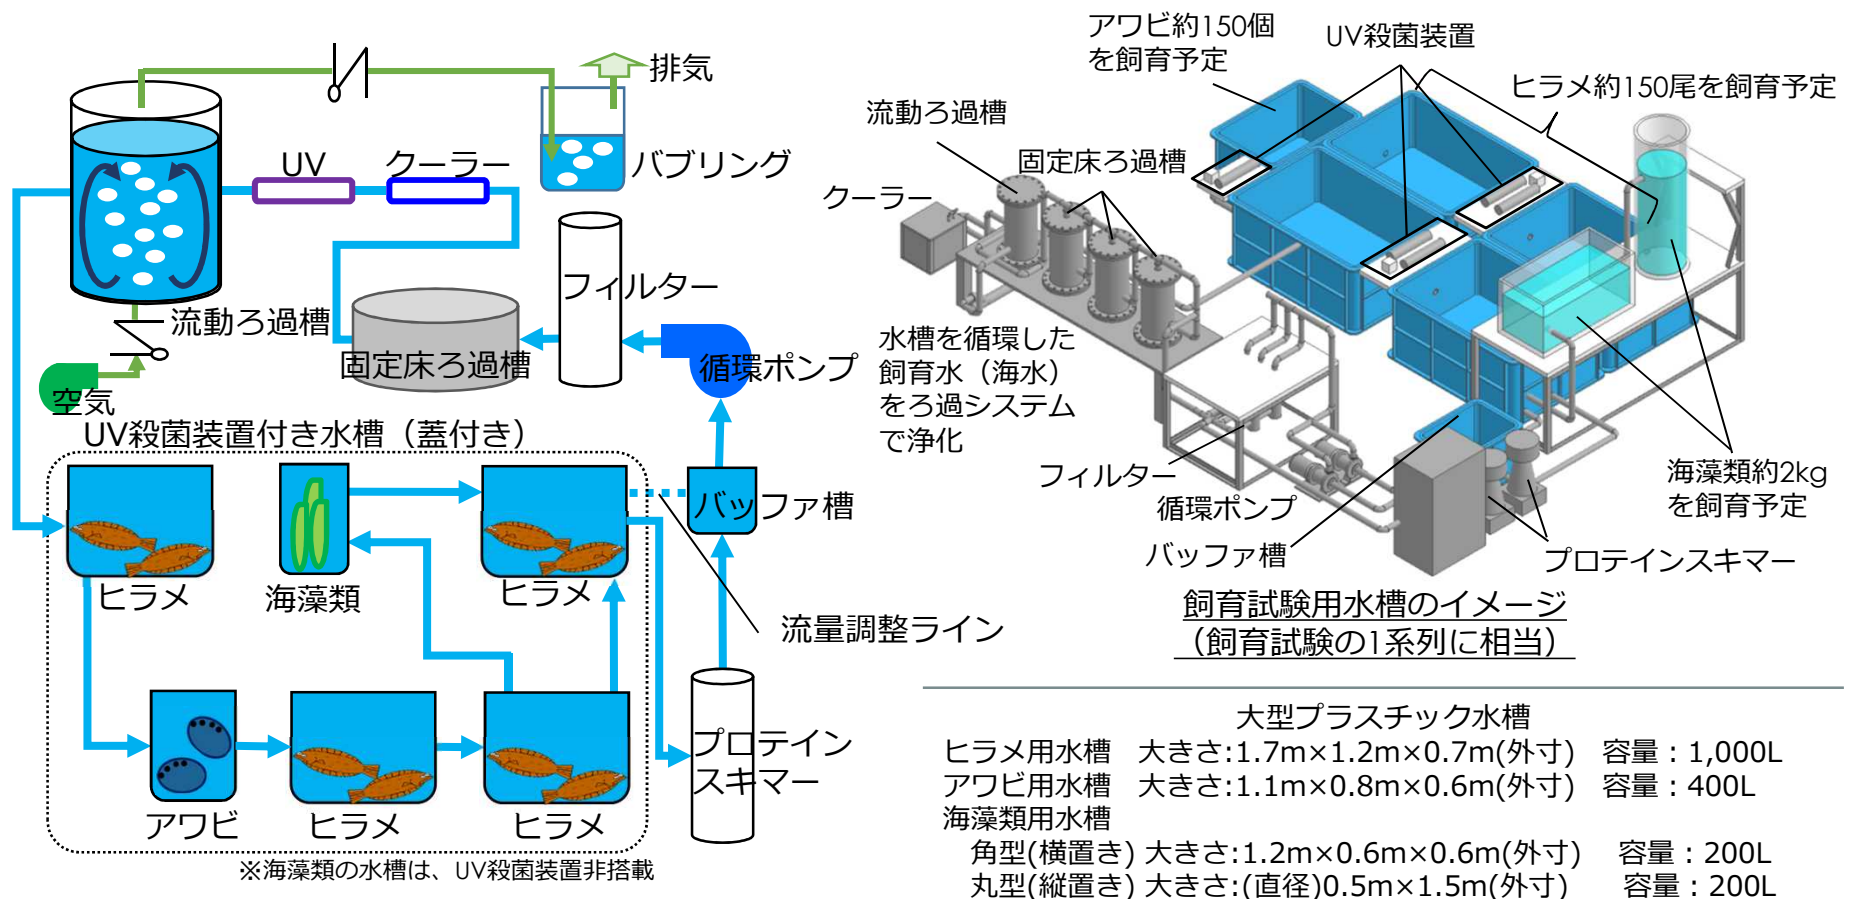 排気
UV
クーラー
バブリング
流動ろ過槽
フィルター
固定床ろ過槽
循環ポンプ
空気
UV殺菌装置付き水槽（蓋付き）
ヒラメ
海藻類
ヒラメ
バッファ槽
流量調整ライン
アワビ
ヒラメ
ヒラメ
プロテイン
スキマー
※海藻類の水槽は、UV殺菌装置非搭載
アワビ約150個
を飼育予定
UV殺菌装置
ヒラメ約150尾を飼育予定
流動ろ過槽
固定床ろ過槽
クーラー
水槽を循環した
飼育水（海水）
をろ過システム
で浄化
フィルター
循環ポンプ
バッファ槽
プロテインスキマー
海藻類約2kg
を飼育予定
飼育試験用水槽のイメージ
（飼育試験の1系列に相当）
大型プラスチック水槽
ヒラメ用水槽 大きさ:1.7m×1.2m×0.7m(外寸) 容量：1,000L
アワビ用水槽 大きさ:1.1m×0.8m×0.6m(外寸) 容量：400L
海藻類用水槽
角型(横置き) 大きさ:1.2m×0.6m×0.6m(外寸) 容量：200L
丸型(縦置き) 大きさ:(直径)0.5m×1.5m(外寸) 容量：200L